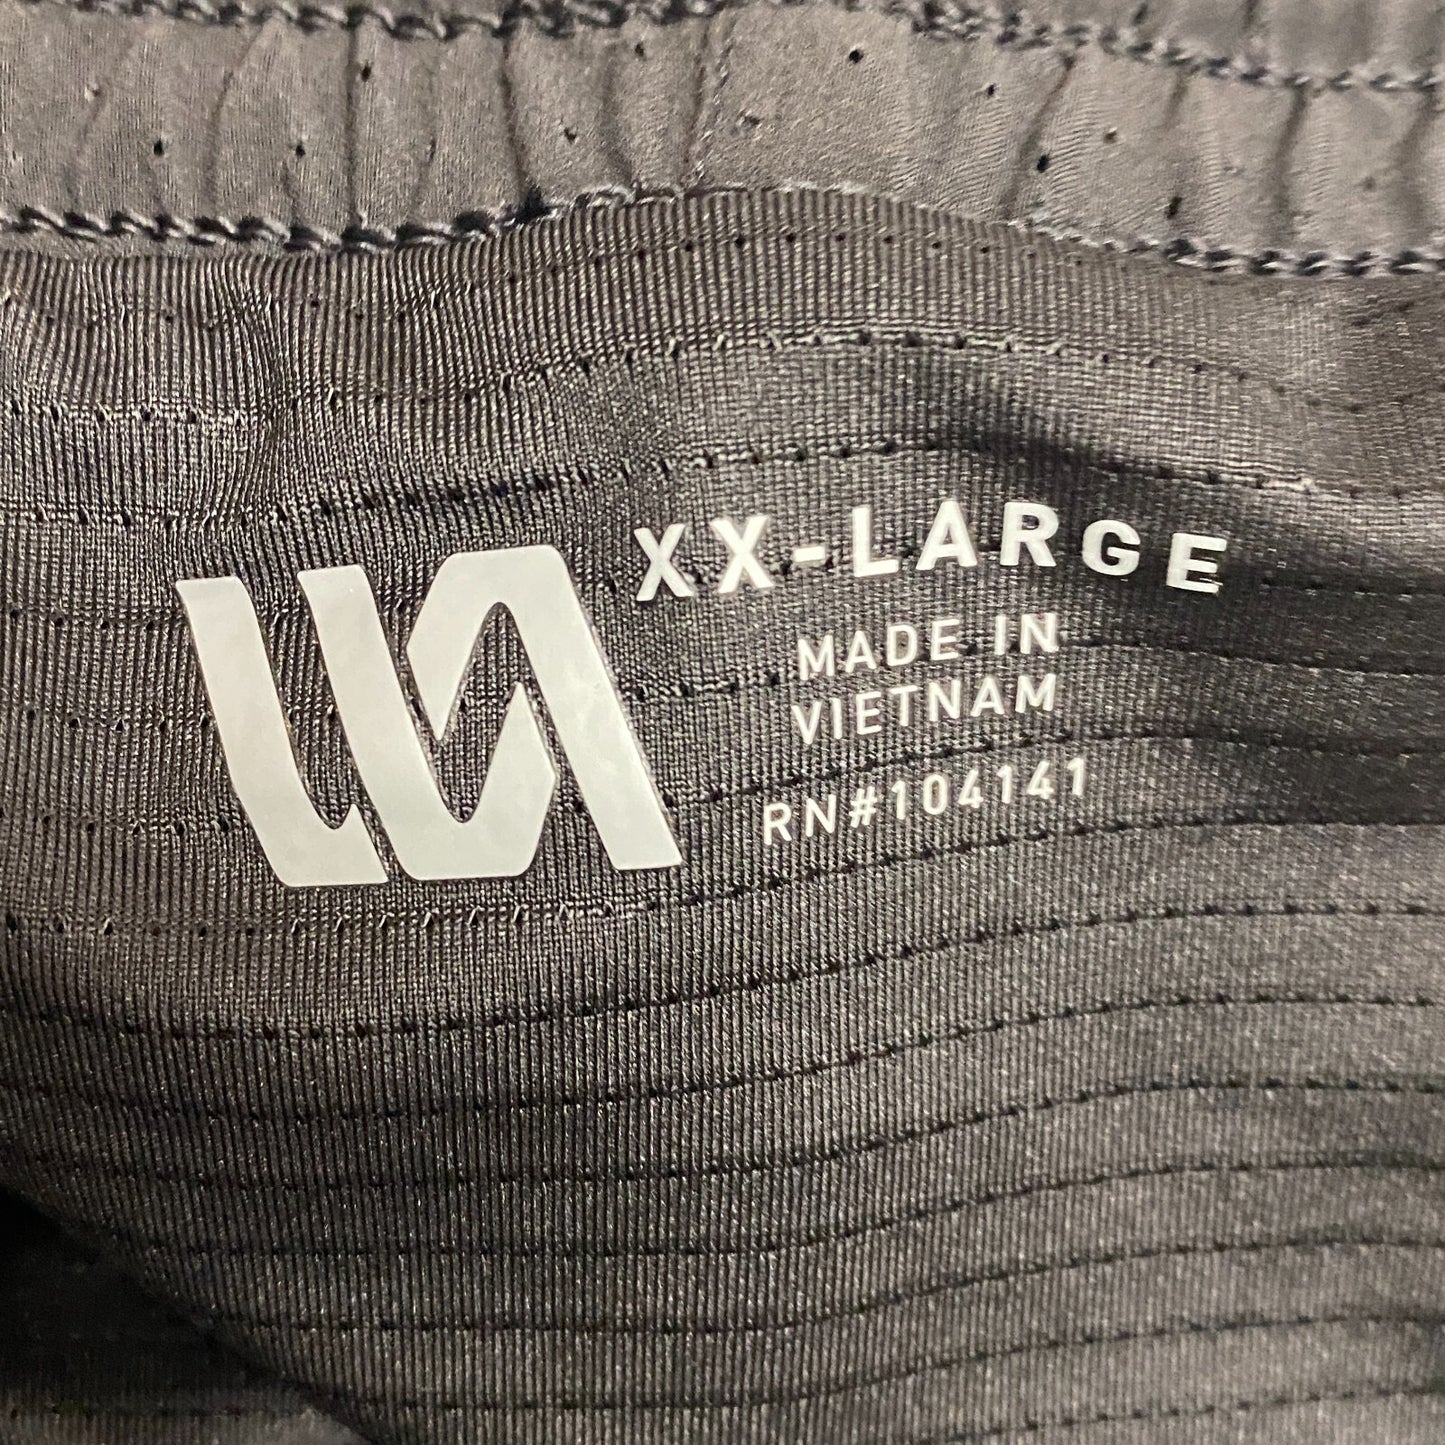 XX-LARGE
MADE IN
VIETNAM
RN#104141